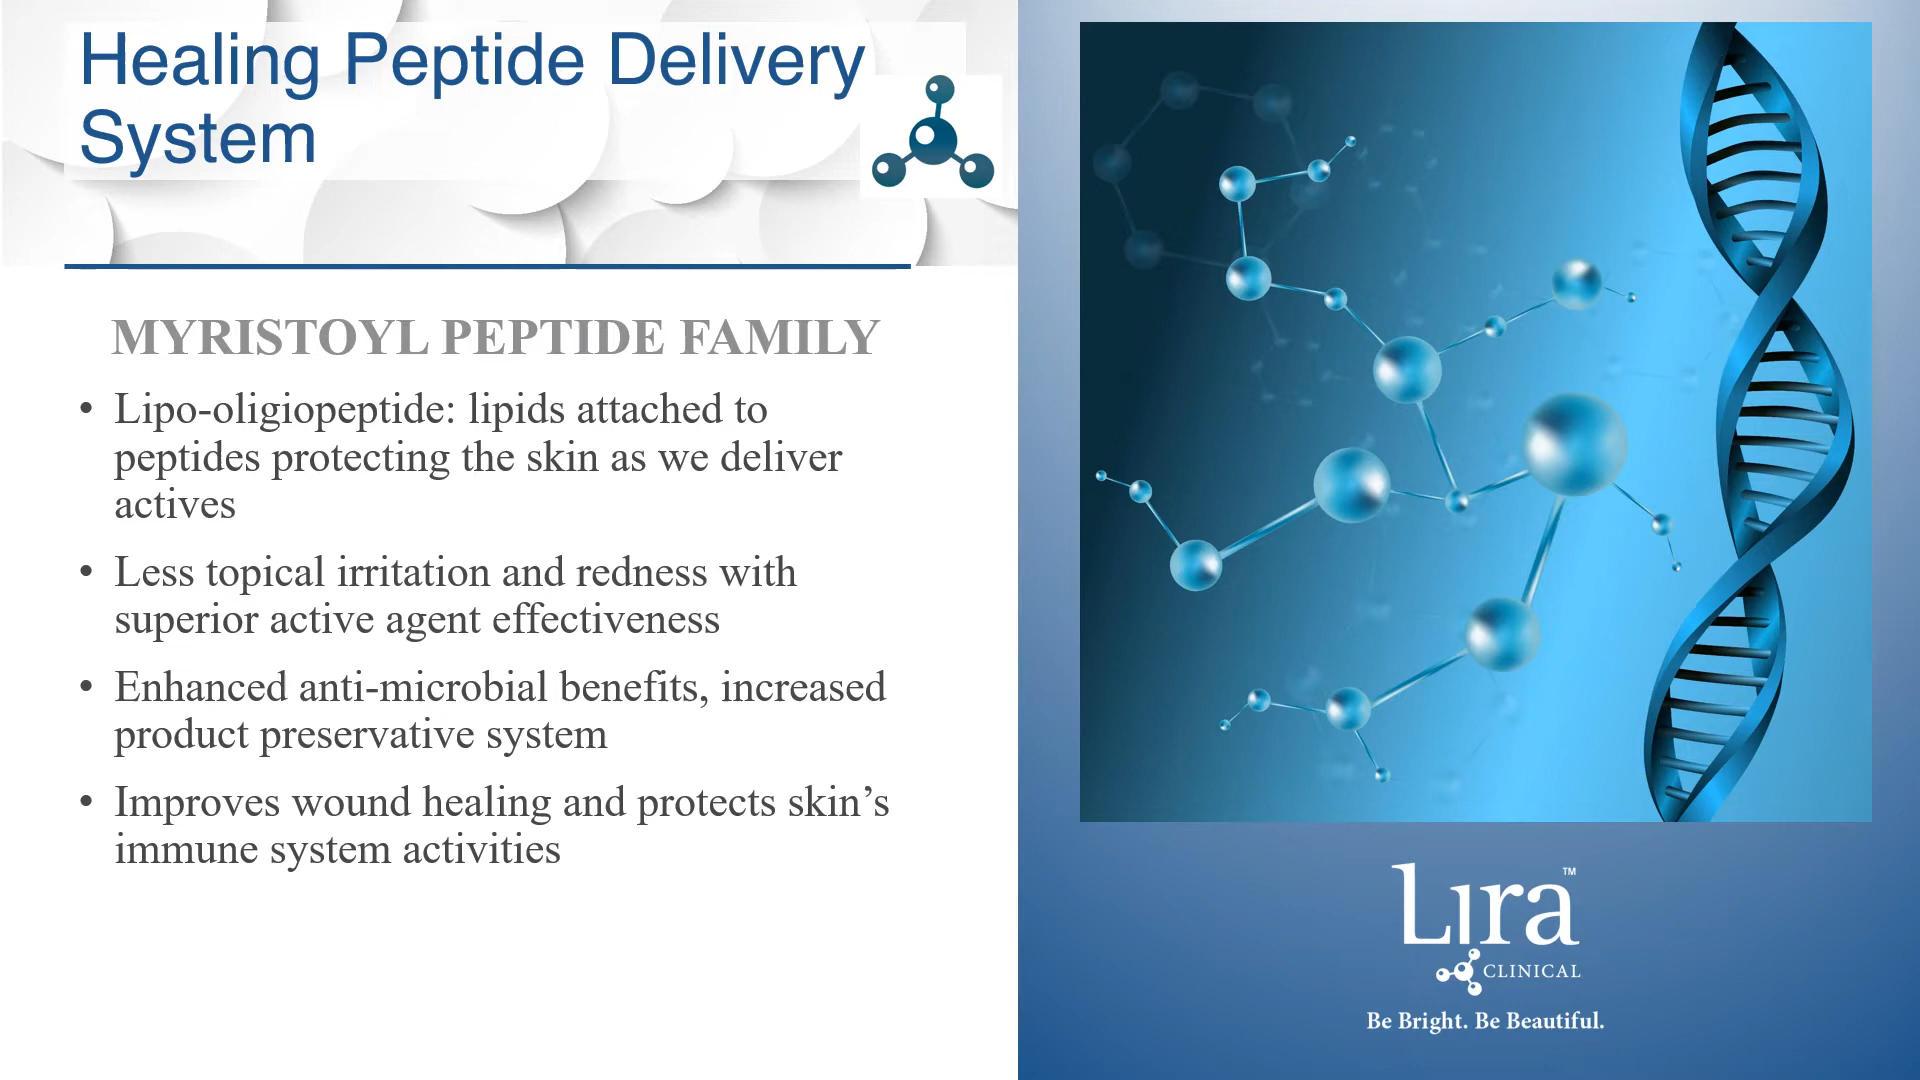 Healing Peptide Delivery
System
MYRISTOYL PEPTIDE FAMILY
• Lipo-oligiopeptide: lipids attached to
peptides protecting the skin as we deliver
actives
• Less topical irritation and redness with
superior active agent effectiveness
• Enhanced anti-microbial benefits, increased
product preservative system
• Improves wound healing and protects skin’s
immune system activities
Lira™
CLINICAL
Be Bright. Be Beautiful.